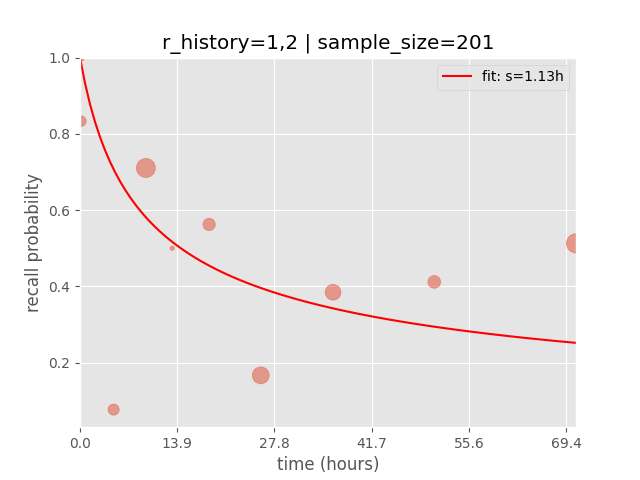 r_history=1,2 | sample_size=201
fit: s=1.13h
1.0
0.8
0.6
0.4
0.2
recall probability
0.0 13.9 27.8 41.7 55.6 69.4
time (hours)